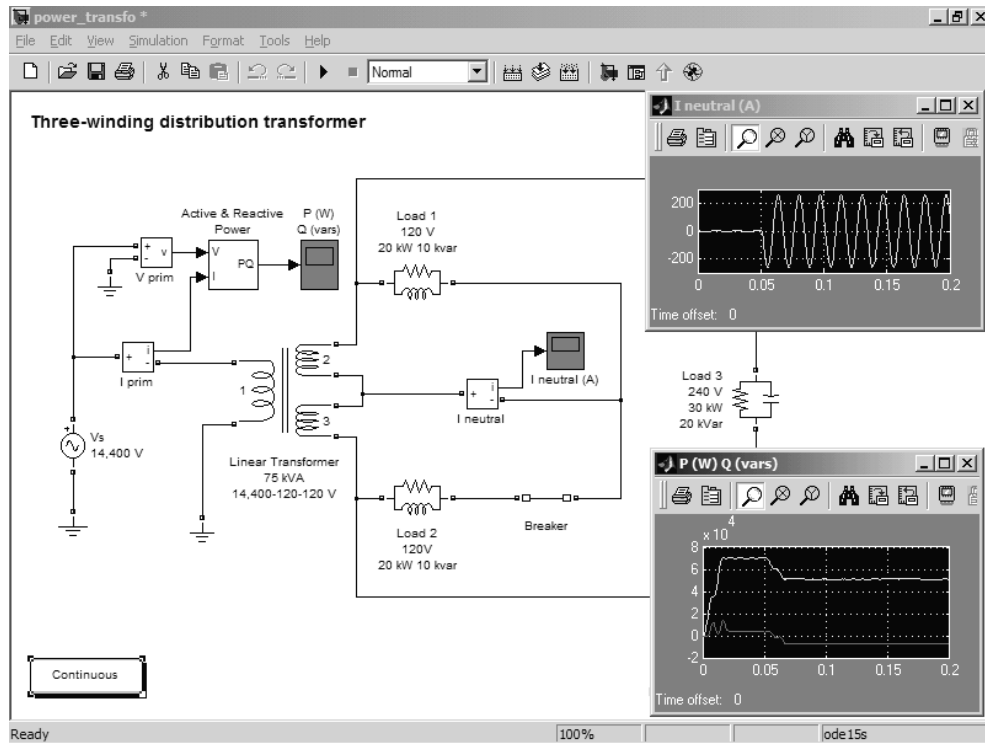 power_transfo *
File Edit View Simulation Format Tools Help
Normal
Three-winding distribution transformer
Active & Reactive
Power
P (W)
Q (vars)
+
-
v
V prim
V
I
PQ
+
i
-
I prim
+
Vs
14,400 V
1
2
3
Linear Transformer
75 kVA
14,400-120-120 V
Load 1
120 V
20 kW 10 kvar
I neutral (A)
+
i
-
I neutral
Load 2
120V
20 kW 10 kvar
Breaker
Continuous
I neutral (A)
200
0
-200
0 0.05 0.1 0.15 0.2
Time offset: 0
Load 3
240 V
30 kW
20 kVar
P (W) Q (vars)
x 10 4
8
6
4
2
0
-2
0 0.05 0.1 0.15 0.2
Time offset: 0
Ready 100% ode15s